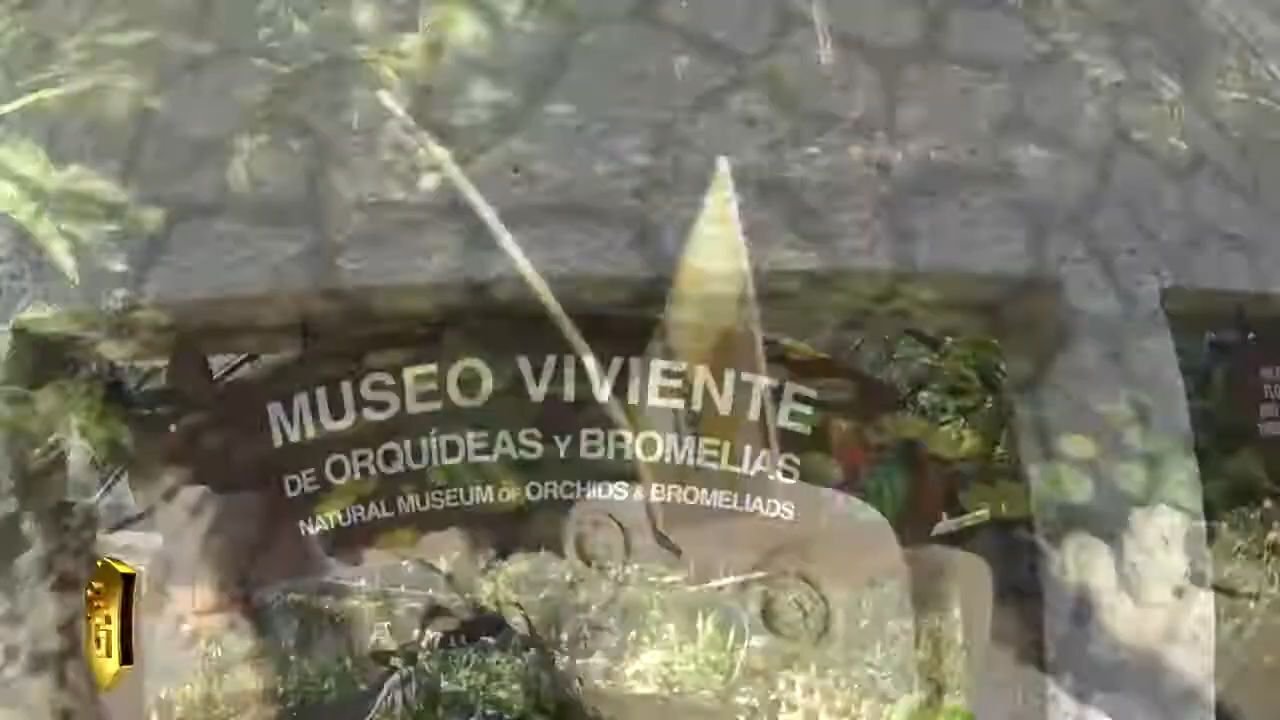 MUSEO VIVIENTE
DE ORQUÍDEAS Y BROMELIAS
NATURAL MUSEUM OF ORCHIDS & BROMELIADS